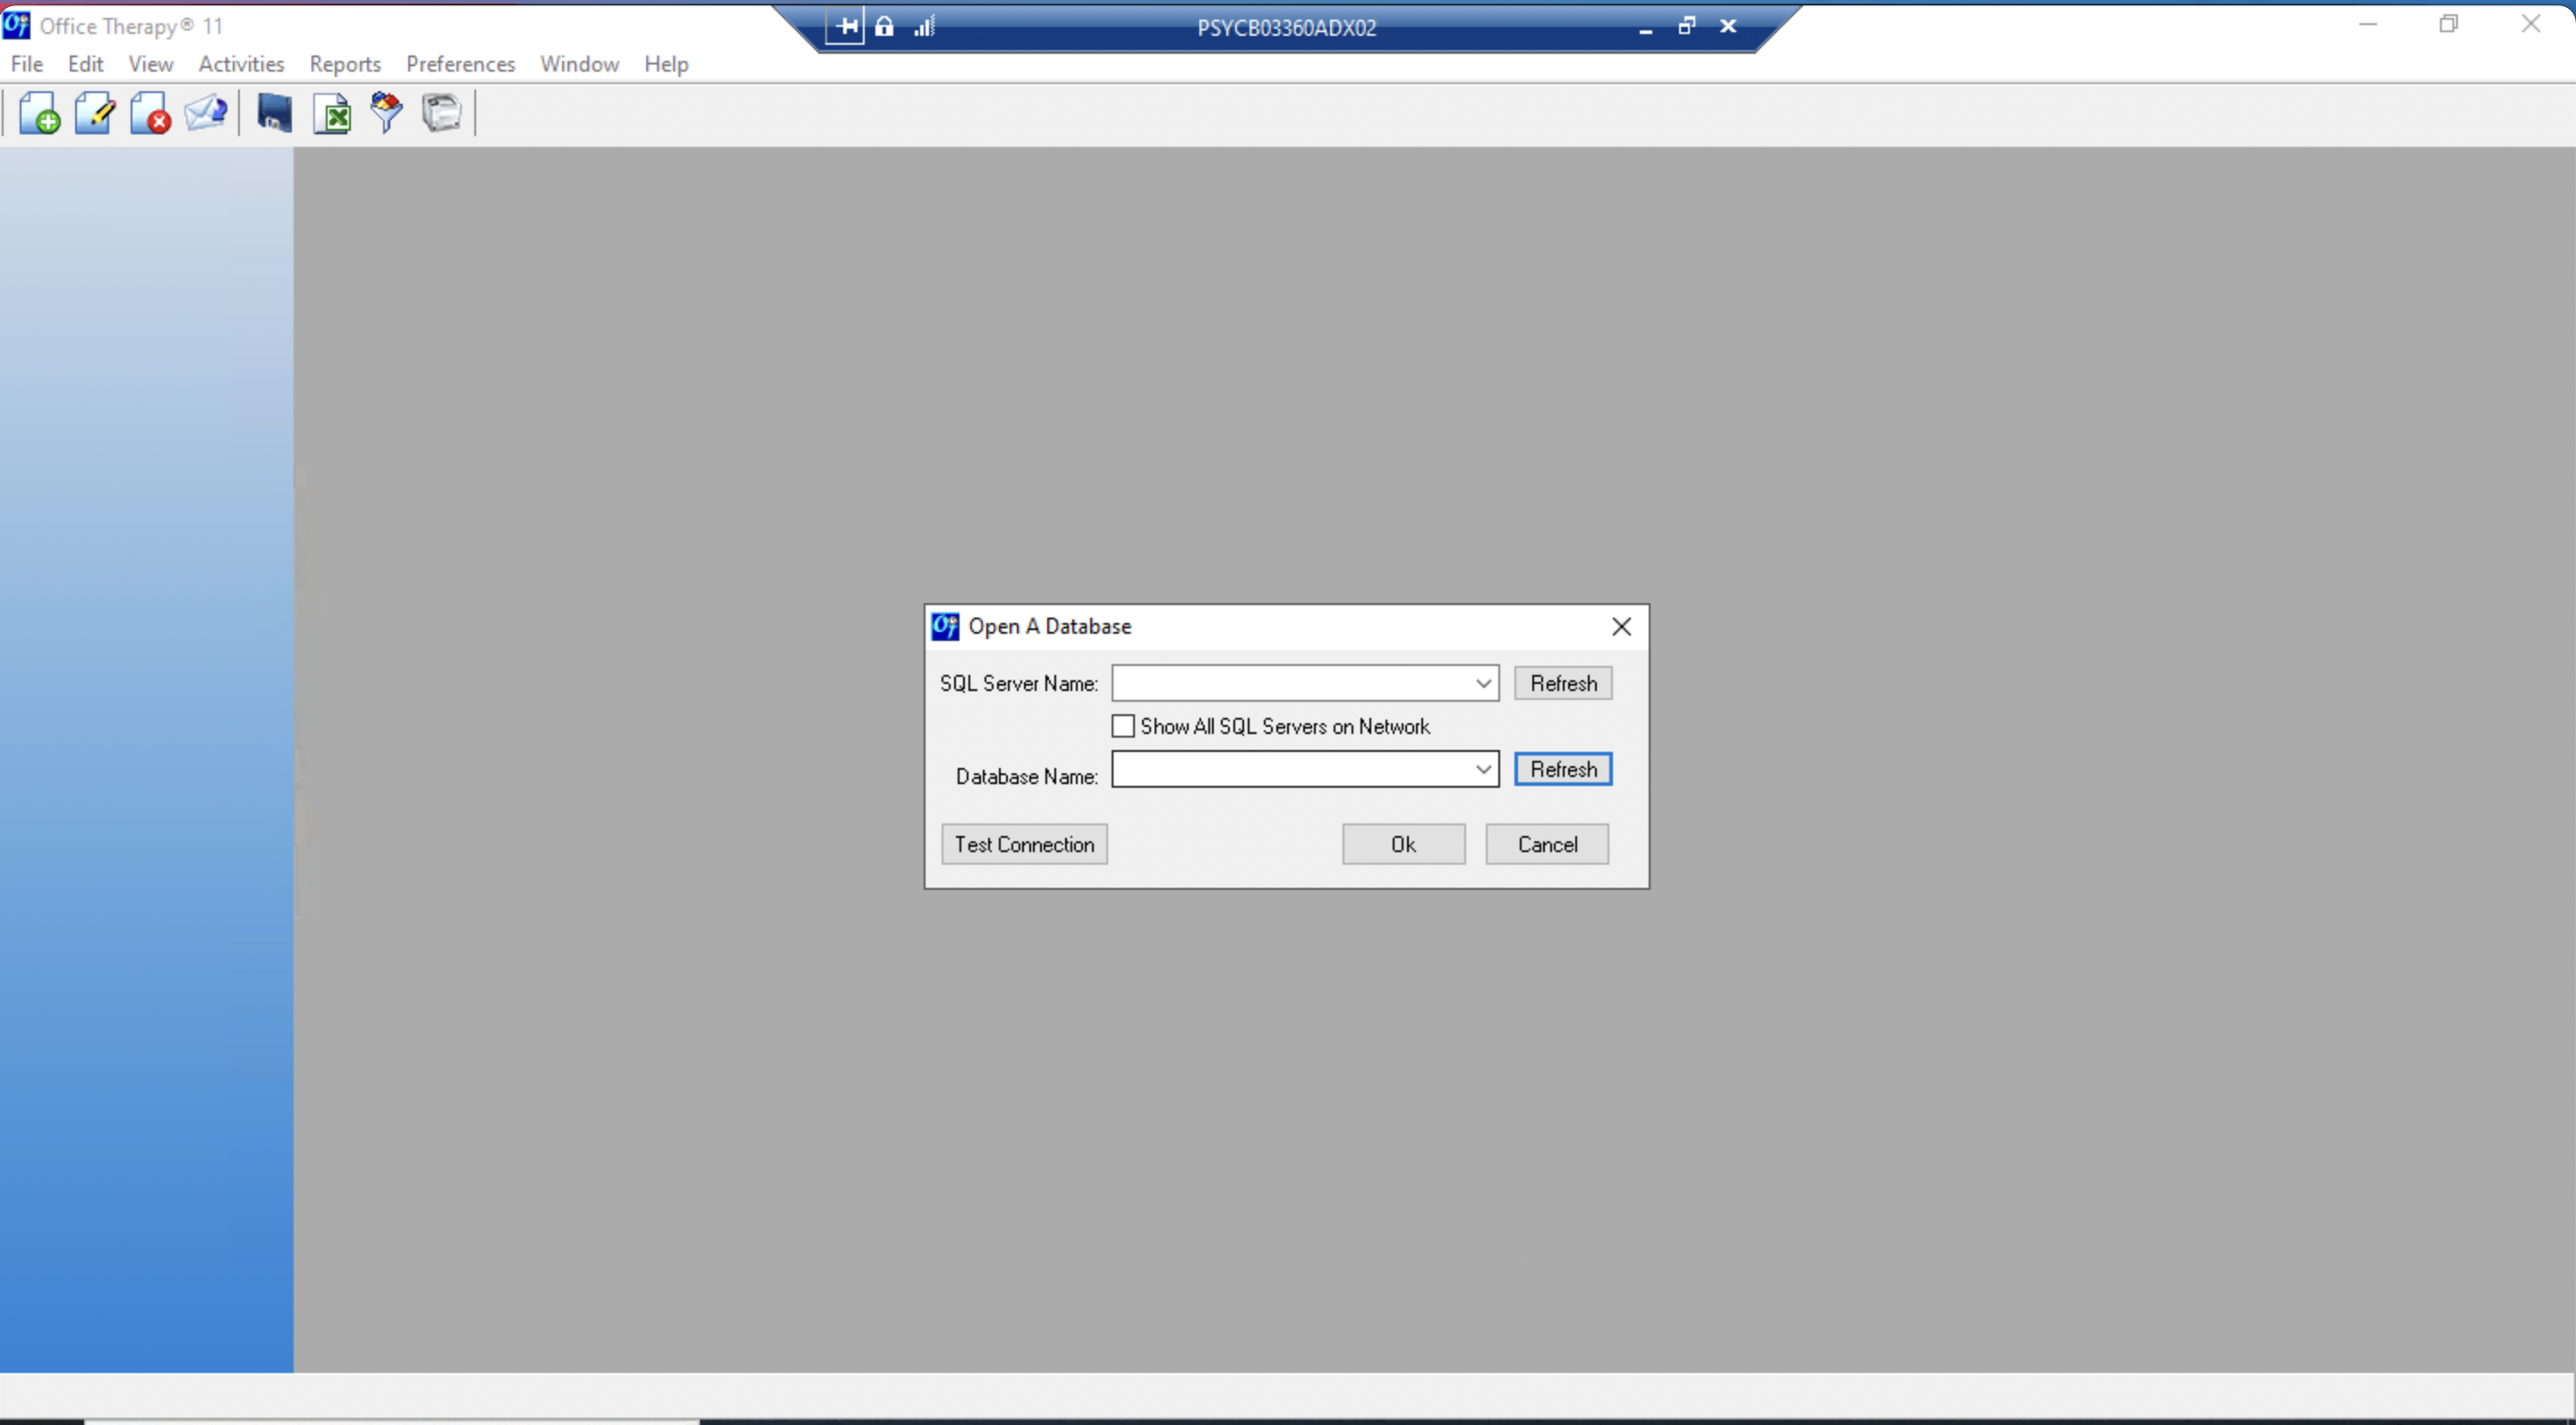 Office Therapy® 11
PSYCB03360ADX02
File Edit View Activities Reports Preferences Window Help
Open A Database
SQL Server Name: Refresh
Show All SQL Servers on Network
Database Name: Refresh
Test Connection Ok Cancel